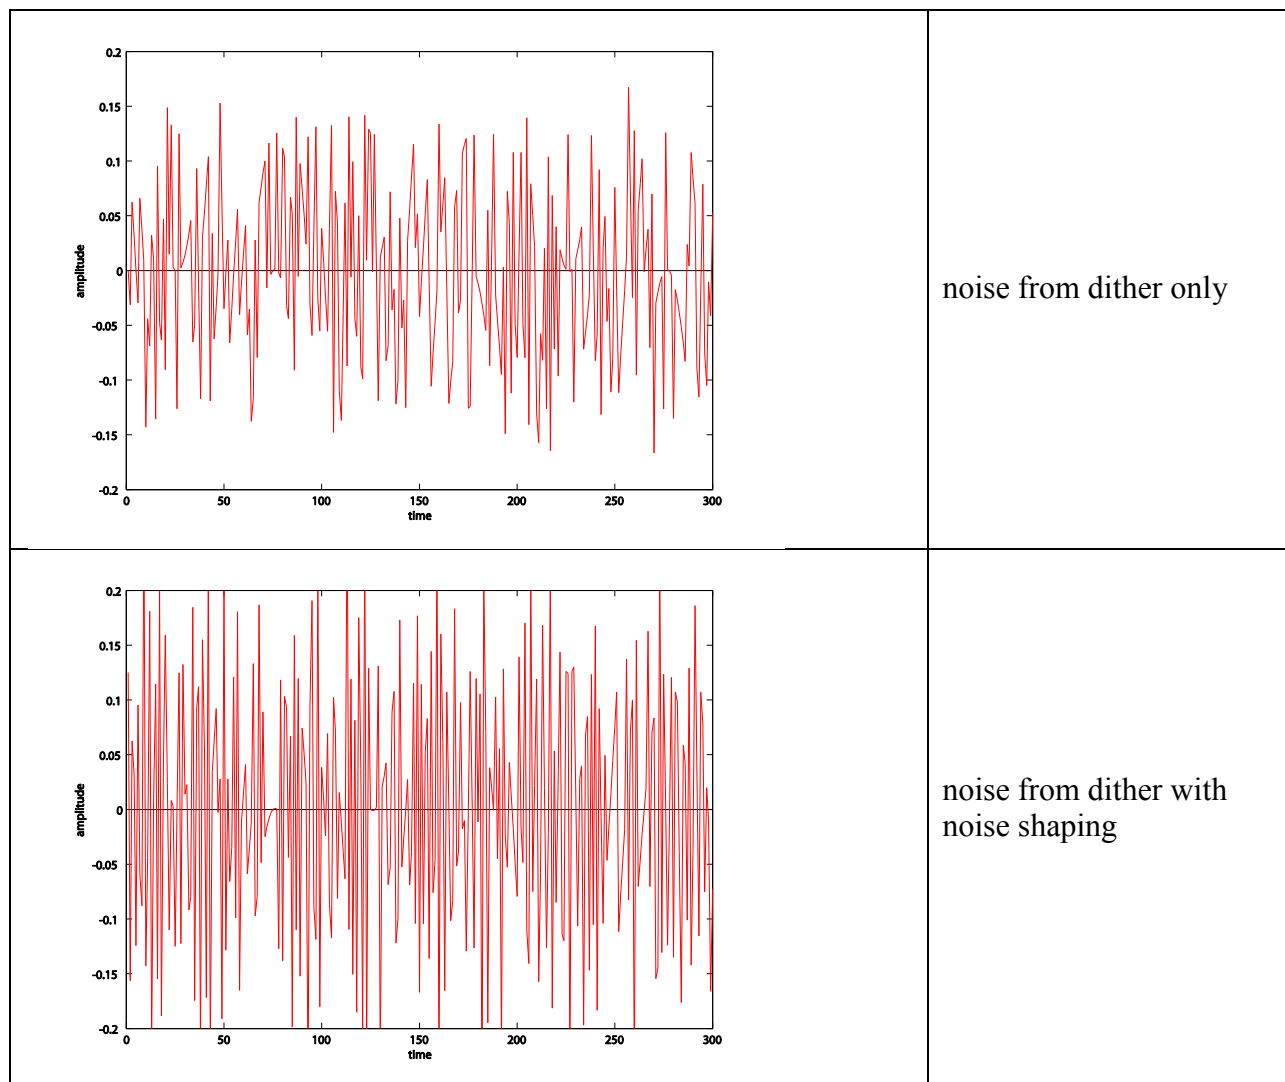 0.2
0.15
0.1
0.05
0
-0.05
-0.1
-0.15
-0.2
amplitude
0 50 100 150 200 250 300
time
noise from dither only
0.2
0.15
0.1
0.05
0
-0.05
-0.1
-0.15
-0.2
amplitude
0 50 100 150 200 250 300
time
noise from dither with
noise shaping